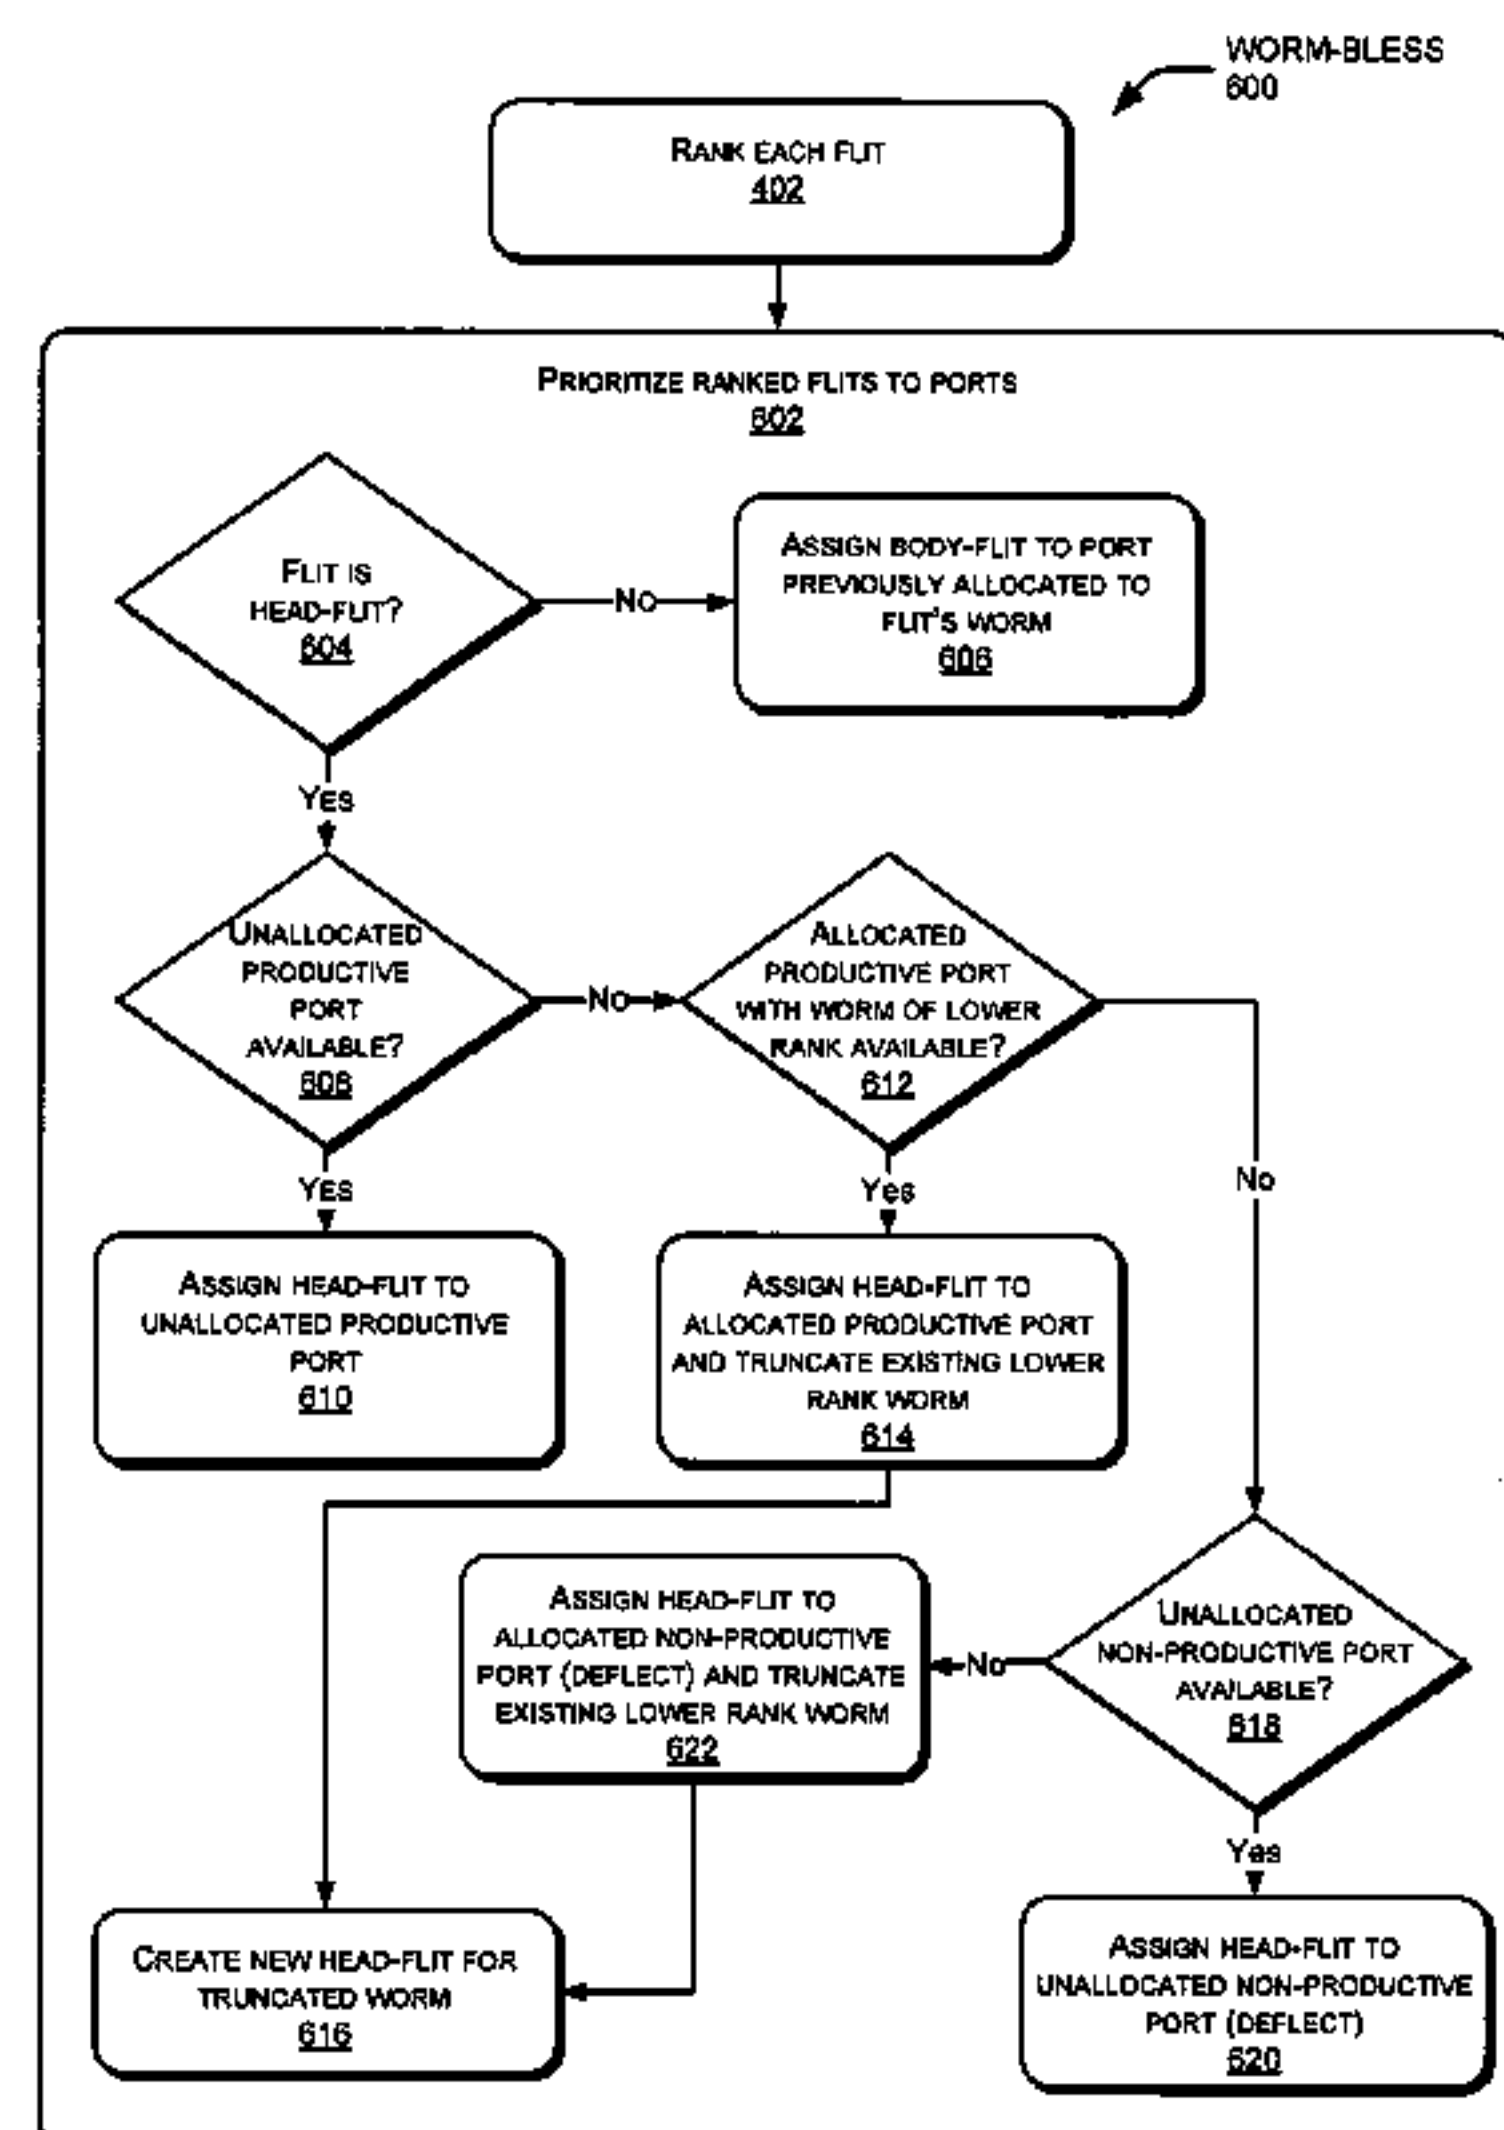 WORM-BLESS
600
RANK EACH FLIT
402
PRIORITIZE RANKED FLITS TO PORTS
602
FLIT IS
HEAD-FLIT?
604
No
ASSIGN BODY-FLIT TO PORT
PREVIOUSLY ALLOCATED TO
FLIT'S WORM
606
YES
UNALLOCATED
PRODUCTIVE
PORT
AVAILABLE?
608
No
ALLOCATED
PRODUCTIVE PORT
WITH WORM OF LOWER
RANK AVAILABLE?
612
No
YES
Yes
ASSIGN HEAD-FLIT TO
UNALLOCATED PRODUCTIVE
PORT
610
ASSIGN HEAD-FLIT TO
ALLOCATED PRODUCTIVE PORT
AND TRUNCATE EXISTING LOWER
RANK WORM
614
ASSIGN HEAD-FLIT TO
ALLOCATED NON-PRODUCTIVE
PORT (DEFLECT) AND TRUNCATE
EXISTING LOWER RANK WORM
622
No
UNALLOCATED
NON-PRODUCTIVE PORT
AVAILABLE?
618
Yes
CREATE NEW HEAD-FLIT FOR
TRUNCATED WORM
616
ASSIGN HEAD-FLIT TO
UNALLOCATED NON-PRODUCTIVE
PORT (DEFLECT)
620